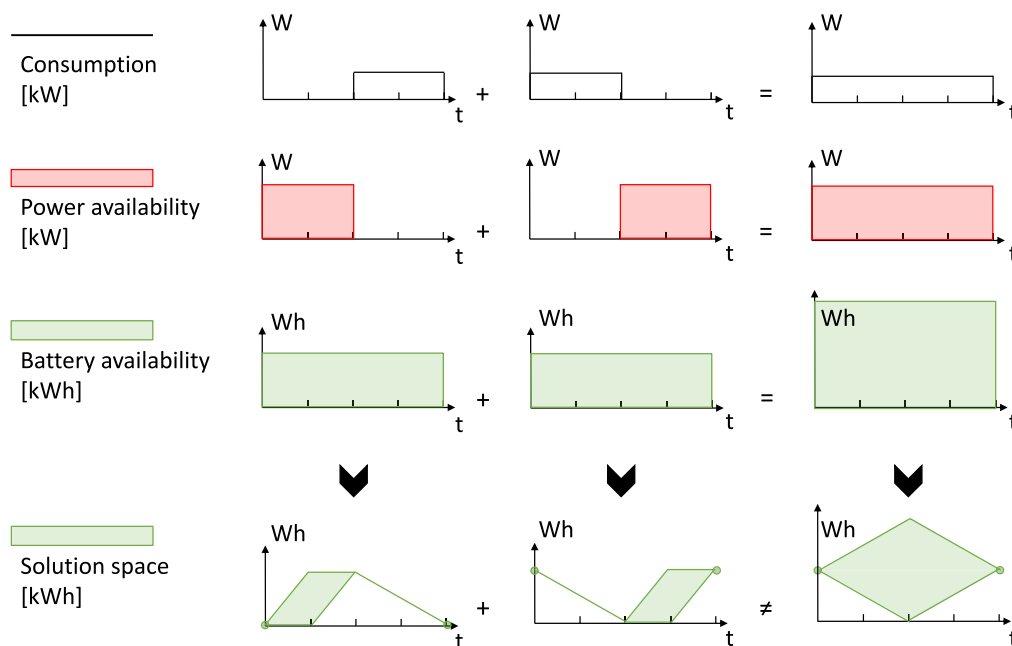 W W W
Consumption
[kW]
+ =
t t t
W W W
Power availability
[kW]
+ =
t t t
Wh Wh Wh
Battery availability
[kWh]
+ =
t t t
Wh Wh Wh
Solution space
[kWh]
+ ≠
t t t